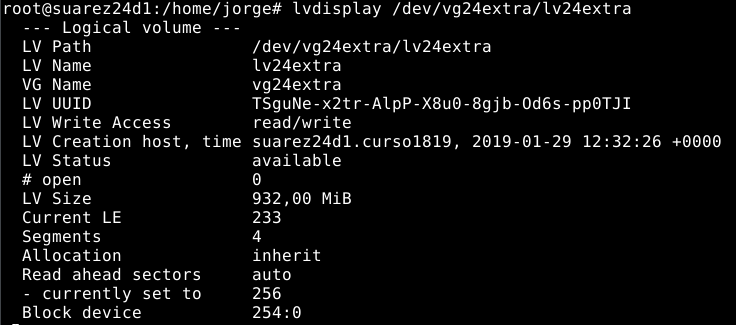 root@suarez24d1:/home/jorge# lvdisplay /dev/vg24extra/lv24extra
--- Logical volume ---
LV Path /dev/vg24extra/lv24extra
LV Name lv24extra
VG Name vg24extra
LV UUID TSguNe-x2tr-AlpP-X8u0-8gjb-Od6s-pp0TJI
LV Write Access read/write
LV Creation host, time suarez24d1.curso1819, 2019-01-29 12:32:26 +0000
LV Status available
# open 0
LV Size 932,00 MiB
Current LE 233
Segments 4
Allocation inherit
Read ahead sectors auto
- currently set to 256
Block device 254:0